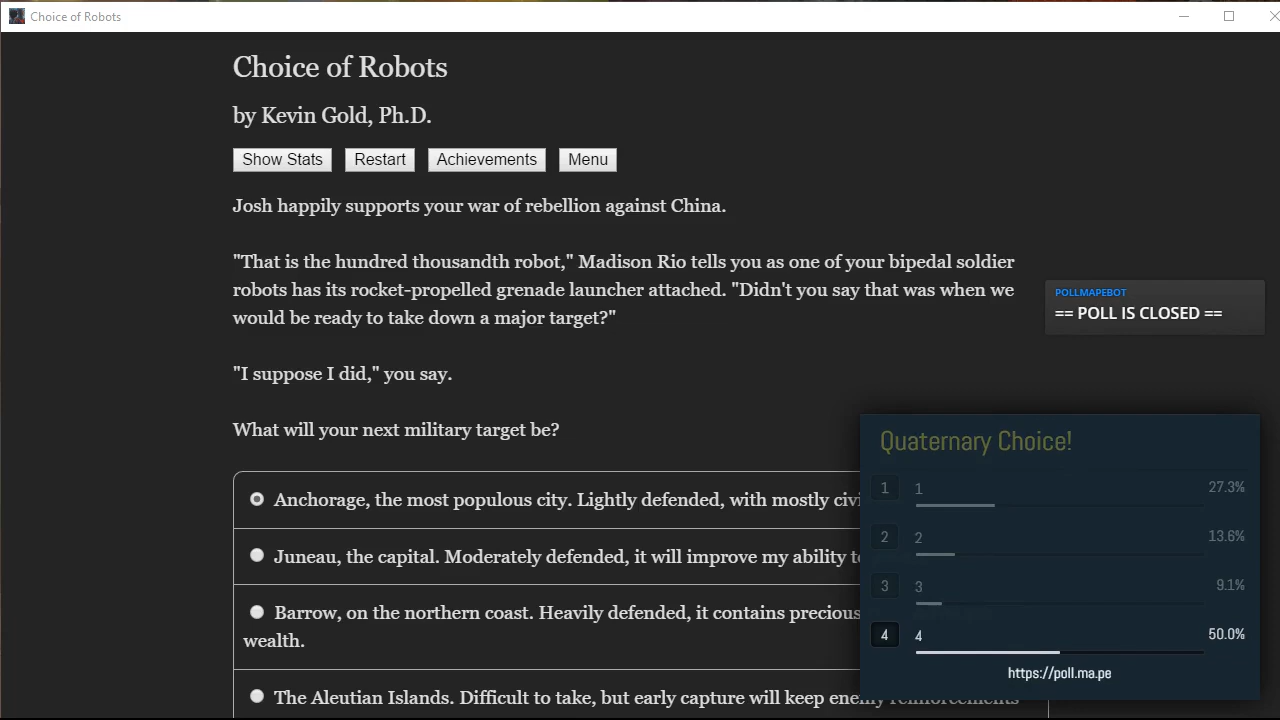 Choice of Robots
Choice of Robots
by Kevin Gold, Ph.D.
Show Stats Restart Achievements Menu
Josh happily supports your war of rebellion against China.
"That is the hundred thousandth robot," Madison Rio tells you as one of your bipedal soldier
robots has its rocket-propelled grenade launcher attached. "Didn't you say that was when we
would be ready to take down a major target?"
"I suppose I did," you say.
What will your next military target be?
Anchorage, the most populous city. Lightly defended, with mostly
Juneau, the capital. Moderately defended, it will improve my ability
Barrow, on the northern coast. Heavily defended, it contains precious
wealth.
The Aleutian Islands. Difficult to take, but early capture will keep enemy reinforcements
POLLMAPEBOT
== POLL IS CLOSED ==
Quaternary Choice!
1 1 27.3%
2 2 13.6%
3 3 9.1%
4 4 50.0%
https://poll.ma.pe